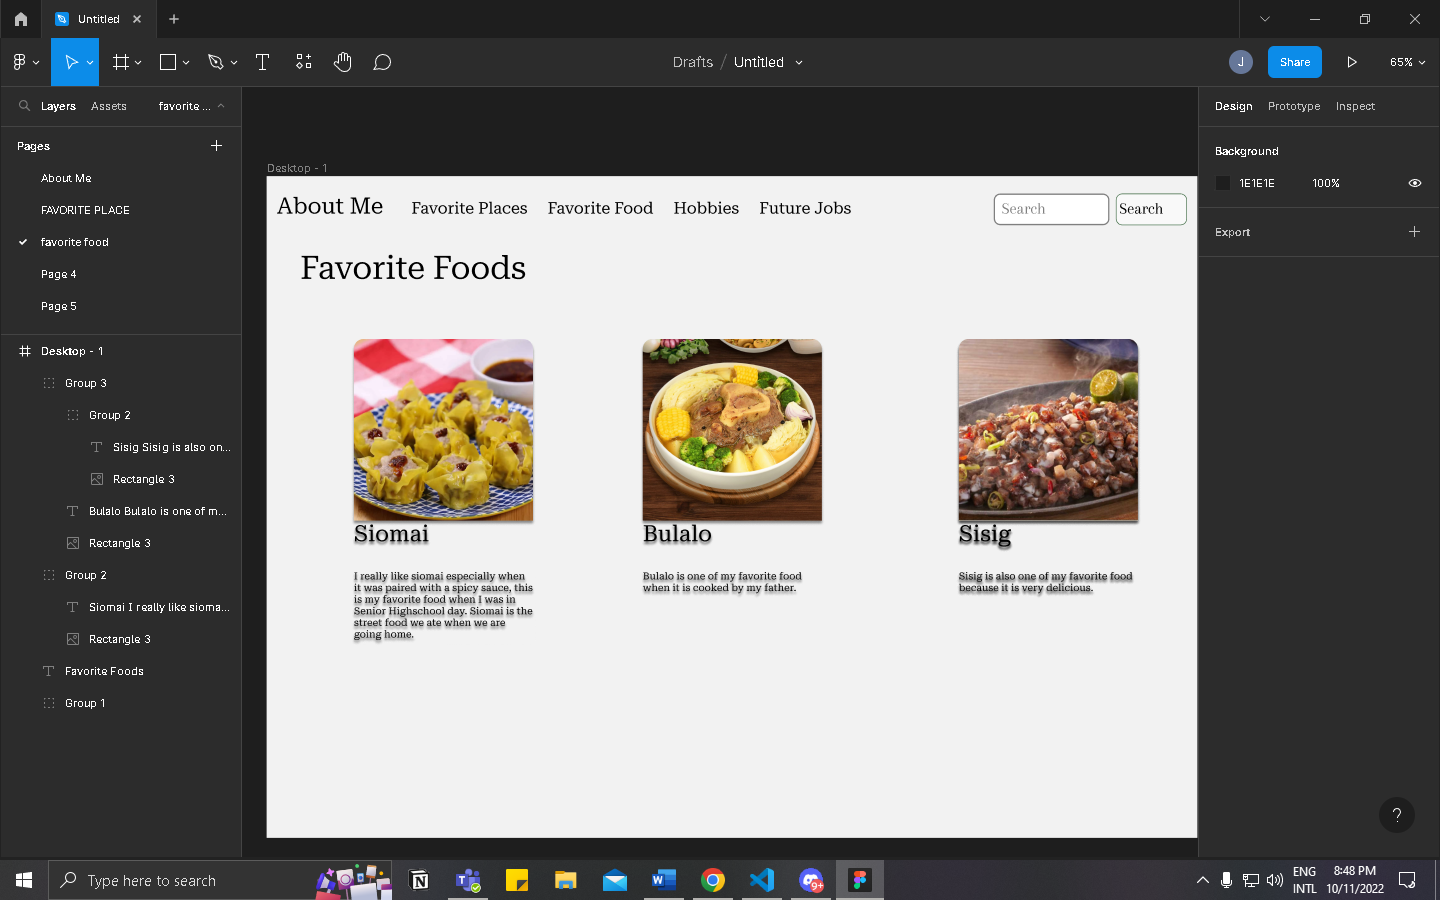 Untitled
Drafts / Untitled
J
Share
65%
Layers Assets favorite ...
Pages
About Me
FAVORITE PLACE
favorite food
Page 4
Page 5
Desktop - 1
Group 3
Group 2
Sisig Sisig is also on...
Rectangle 3
Bulalo Bulalo is one of m...
Rectangle 3
Group 2
Siomai I really like sioma...
Rectangle 3
Favorite Foods
Group 1
Desktop - 1
About Me Favorite Places Favorite Food Hobbies Future Jobs Search Search
Favorite Foods
Siomai
I really like siomai especially when
it was paired with a spicy sauce, this
is my favorite food when I was in
Senior Highschool day. Siomai is the
street food we ate when we are
going home.
Bulalo
Bulalo is one of my favorite food
when it is cooked by my father.
Sisig
Sisig is also one of my favorite food
because it is very delicious.
Design Prototype Inspect
Background
1E1E1E 100%
Export
?
Type here to search
9+
ENG
INTL
8:48 PM
10/11/2022